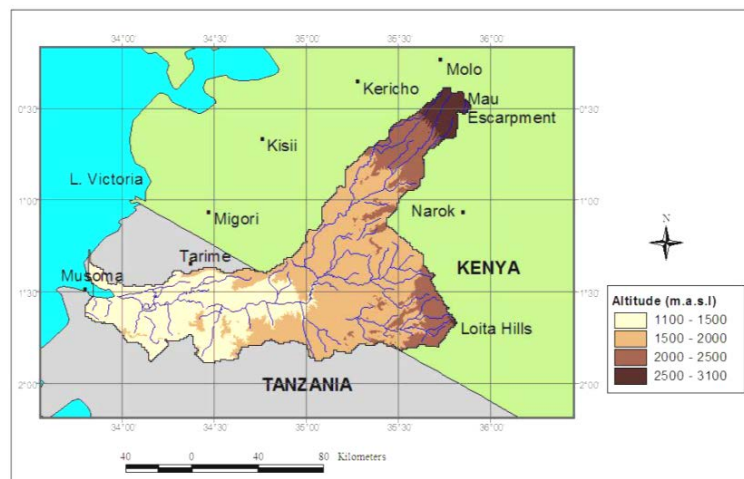 34°00' 34°30' 35°00' 35°30' 36°00'
Molo
Kericho
Mau
Escarpment
0°30' 0°30'
Kisii
L. Victoria
1°00' 1°00'
Migori
Narok
N
Tarime
KENYA
Musoma
1°30' 1°30'
Altitude (m.a.s.l)
1100 - 1500
1500 - 2000
2000 - 2500
2500 - 3100
Loita Hills
TANZANIA
2°00' 2°00'
34°00' 34°30' 35°00' 35°30' 36°00'
40 0 40 80 Kilometers